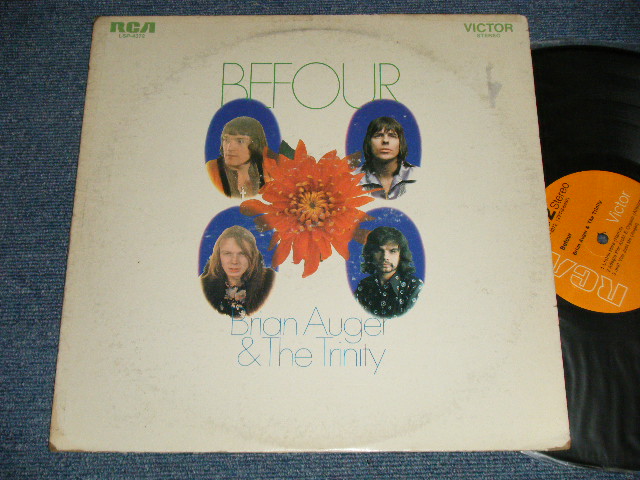 RCA
LSP-4372
VICTOR
STEREO
BEFOUR
Brian Auger
& The Trinity
Stereo
Befour
Brian Auger & The Trinity
Victor
RCA